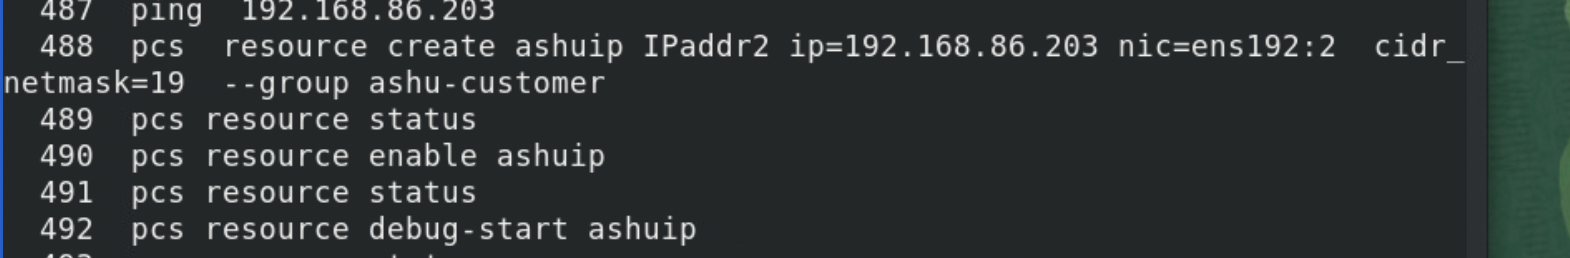 487  ping  192.168.86.203
488  pcs  resource create ashuip IPaddr2 ip=192.168.86.203 nic=ens192:2  cidr_
netmask=19  --group ashu-customer
489  pcs resource status
490  pcs resource enable ashuip
491  pcs resource status
492  pcs resource debug-start ashuip